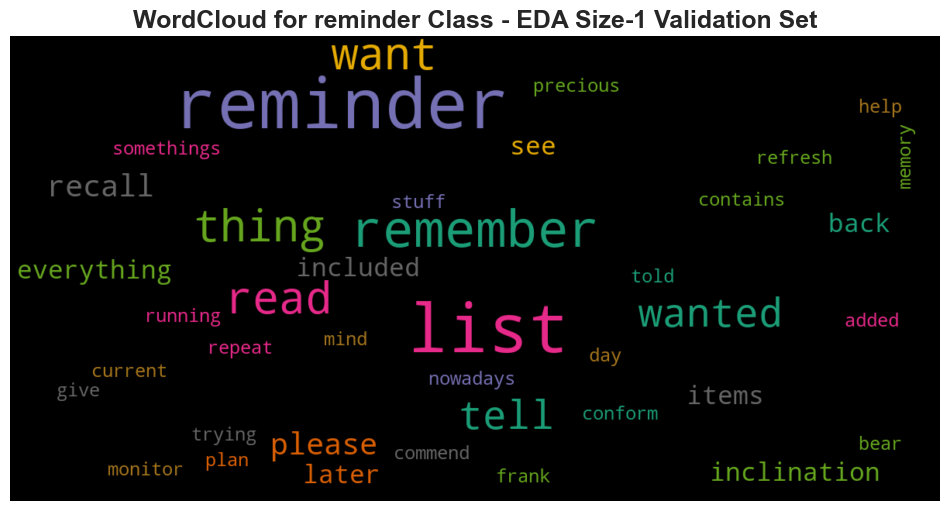 WordCloud for reminder Class - EDA Size-1 Validation Set
want
precious
reminder
help
somethings
see
refresh
memory
recall
stuff
contains
thing
remember
back
everything
included
told
read
list
wanted
running
added
repeat
mind
day
current
nowadays
give
items
tell
conform
trying
please
commend
bear
monitor
plan
later
frank
inclination